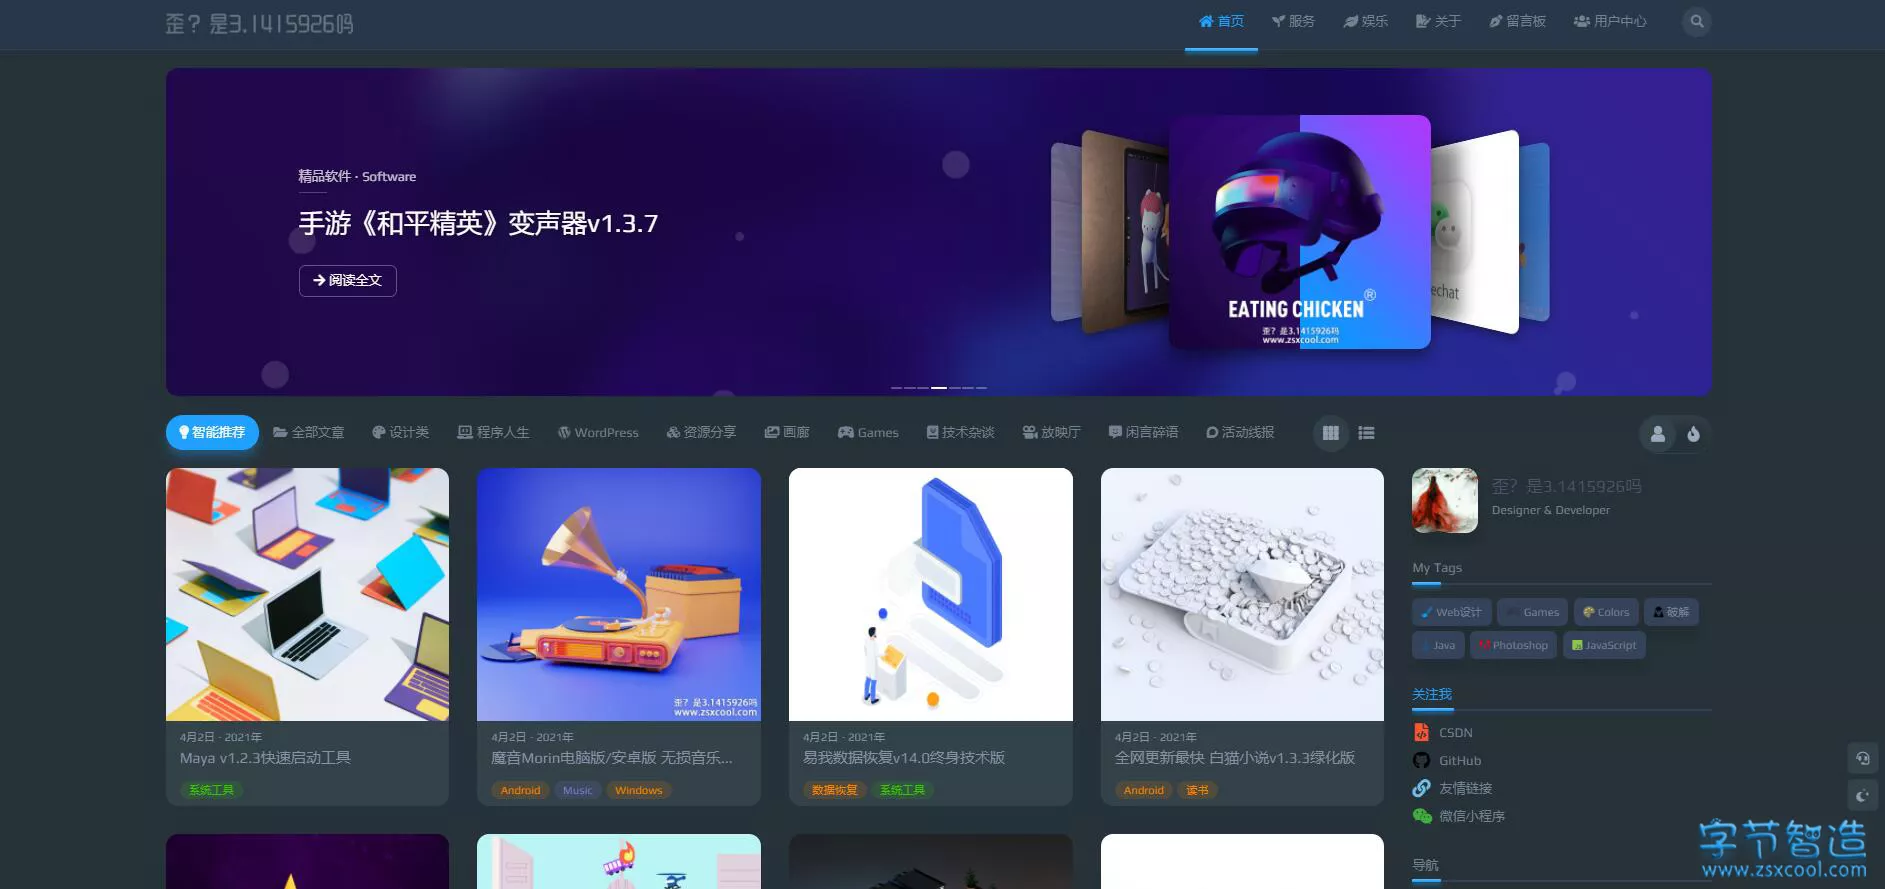 歪？是3.1415926吗
首页
服务
娱乐
关于
留言板
用户中心
精品软件 · Software
手游《和平精英》变声器v1.3.7
阅读全文
echat
EATING CHICKEN®
歪？是3.1415926吗
www.zsxcool.com
智能推荐
全部文章
设计类
程序人生
WordPress
资源分享
画廊
Games
技术杂谈
放映厅
闲言碎语
活动线报
歪？是3.1415926吗
www.zsxcool.com
4月2日 · 2021年
Maya v1.2.3快速启动工具
系统工具
4月2日 · 2021年
魔音Morin电脑版/安卓版 无损音乐...
Android
Music
Windows
4月2日 · 2021年
易我数据恢复v14.0终身技术版
数据恢复
系统工具
4月2日 · 2021年
全网更新最快 白猫小说v1.3.3绿化版
Android
读书
歪？是3.1415926吗
Designer & Developer
My Tags
Web设计
Games
Colors
破解
Java
Photoshop
JavaScript
关注我
CSDN
GitHub
友情链接
微信小程序
导航
字节智造
www.zsxcool.com